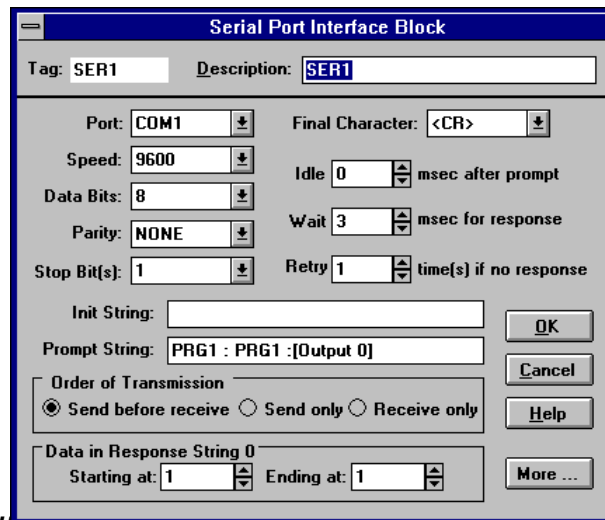 Serial Port Interface Block
Tag: SER1 Description: SER1
Port: COM1 Final Character: <CR>
Speed: 9600
Idle 0 msec after prompt
Data Bits: 8
Wait 3 msec for response
Parity: NONE
Stop Bit(s): 1 Retry 1 time(s) if no response
Init String:
OK
Prompt String: PRG1 : PRG1 :[Output 0]
Cancel
Order of Transmission
Send before receive Send only Receive only
Help
Data in Response String 0
Starting at: 1 Ending at: 1 More ...